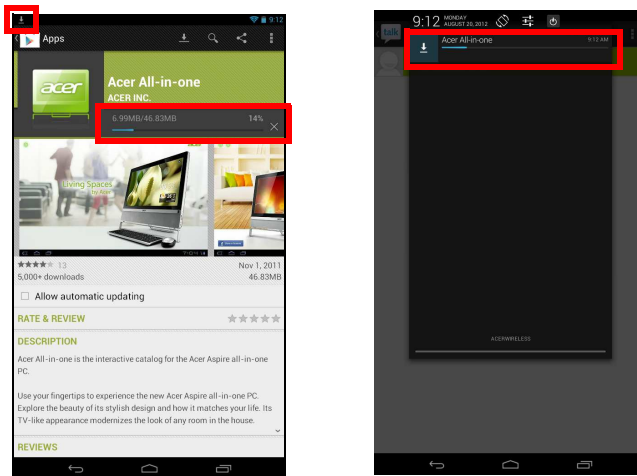 9:12
Apps
acer
Acer All-in-one
ACER INC.
6.99MB/46.83MB 14%
Living Spaces
by Acer
13
Nov 1, 2011
5,000+ downloads
46.83MB
Allow automatic updating
RATE & REVIEW
DESCRIPTION
Acer All-in-one is the interactive catalog for the Acer Aspire all-in-one
PC.
Use your fingertips to experience the new Acer Aspire all-in-one PC.
Explore the beauty of its stylish design and how it matches your life. Its
TV-like appearance modernizes the look of any room in the house.
REVIEWS
9:12 MONDAY
AUGUST 20, 2012
talk
Acer All-in-one 9:12 AM
ACERWIRELESS